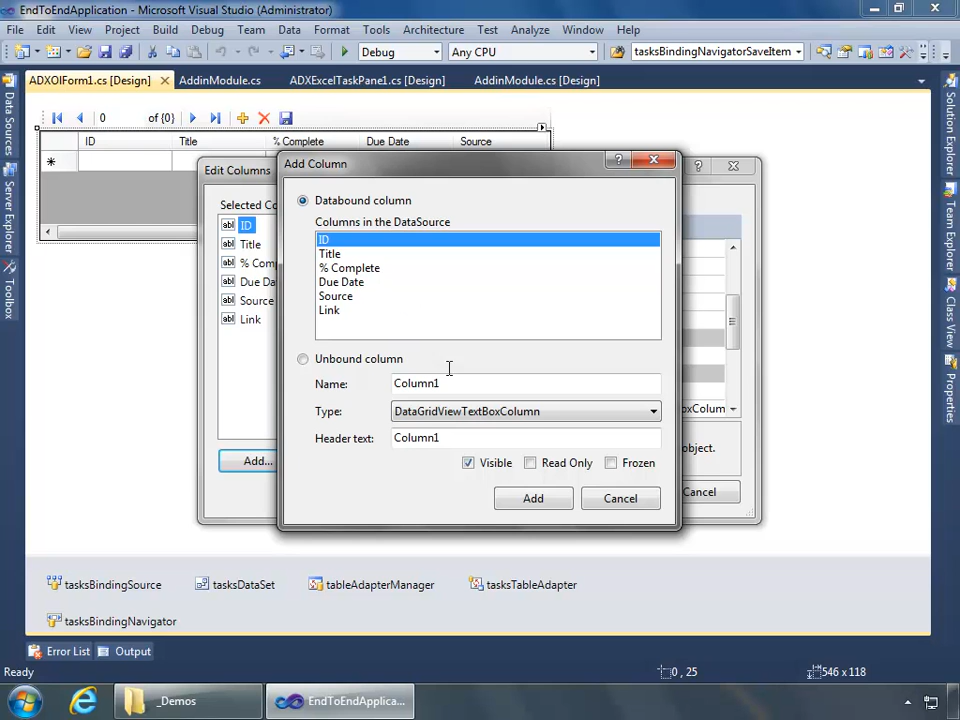 EndToEndApplication - Microsoft Visual Studio (Administrator)
File Edit View Project Build Debug Team Data Format Tools Architecture Test Analyze Window Help
Debug Any CPU tasksBindingNavigatorSaveItem
ADXOlForm1.cs [Design] AddinModule.cs ADXExcelTaskPane1.cs [Design] AddinModule.cs [Design]
Data Sources
Server Explorer
Toolbox
Solution Explorer
Team Explorer
Class View
Properties
0 of {0}
ID Title % Complete Due Date Source
Edit Columns
Selected Co
ID
Title
% Com
Due Da
Source
Link
Add...
oxColum
object.
Cancel
Add Column
Databound column
Columns in the DataSource
ID
Title
% Complete
Due Date
Source
Link
Unbound column
Name: Column1
Type: DataGridViewTextBoxColumn
Header text: Column1
Visible Read Only Frozen
Add Cancel
tasksBindingSource tasksDataSet tableAdapterManager tasksTableAdapter
tasksBindingNavigator
Error List Output
Ready 0 , 25 546 x 118
_Demos EndToEndApplica...